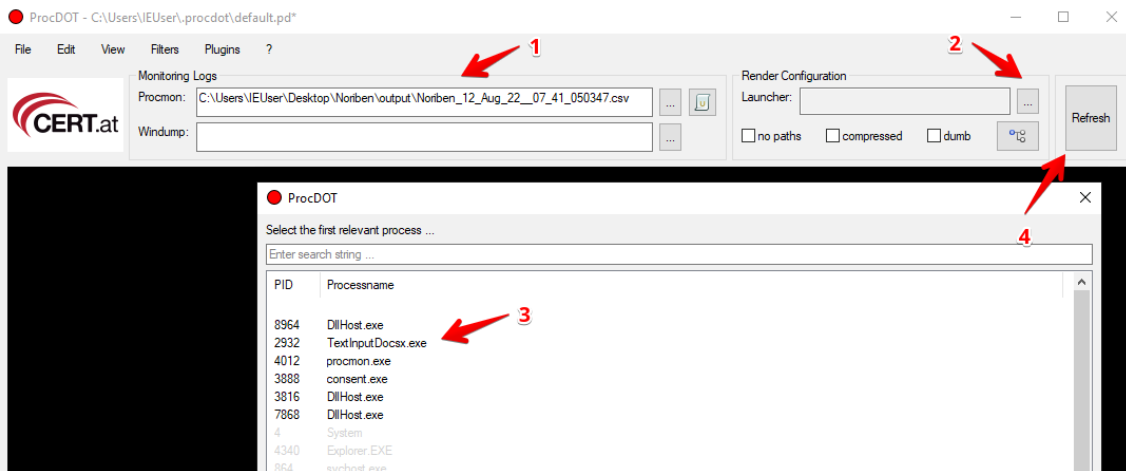 ProcDOT - C:\Users\IEUser\.procdot\default.pd*
File Edit View Filters Plugins ?
1
2
Monitoring Logs
Render Configuration
Procmon: C:\Users\IEUser\Desktop\Noriben\output\Noriben_12_Aug_22__07_41_050347.csv ...
Launcher: ...
Refresh
CERT.at
Windump: ...
no paths compressed dumb
4
ProcDOT
Select the first relevant process ...
Enter search string ...
PID Processname
3
8964 DllHost.exe
2932 TextInputDocsx.exe
4012 procmon.exe
3888 consent.exe
3816 DllHost.exe
7868 DllHost.exe
4 System
4340 Explorer.EXE
864 svchost.exe